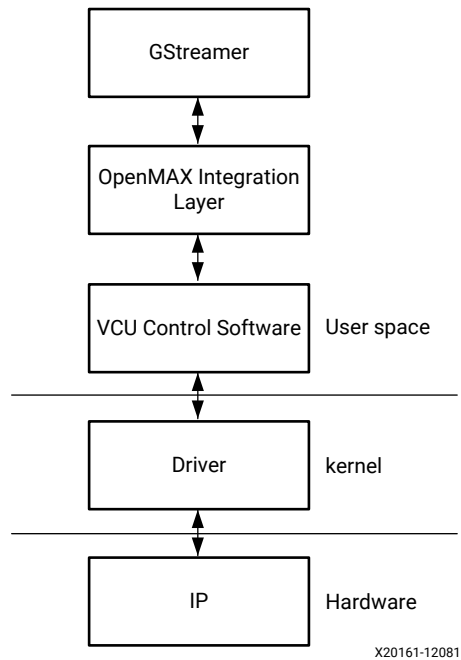 GStreamer
OpenMAX Integration
Layer
VCU Control Software
User space
Driver
kernel
IP
Hardware
X20161-12081